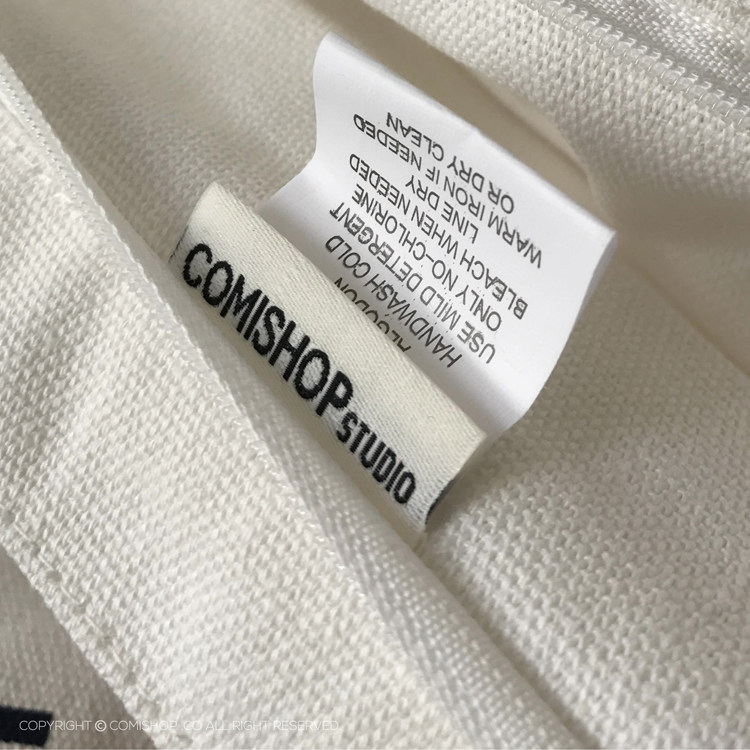 COMISHOP STUDIO
ALGODON
HANDWASH COLD
USE MILD DETERGENT
ONLY NO-CHLORINE
BLEACH WHEN NEEDED
LINE DRY
WARM IRON IF NEEDED
OR DRY CLEAN
COPYRIGHT © COMISHOP. CO ALL RIGHT RESERVED.